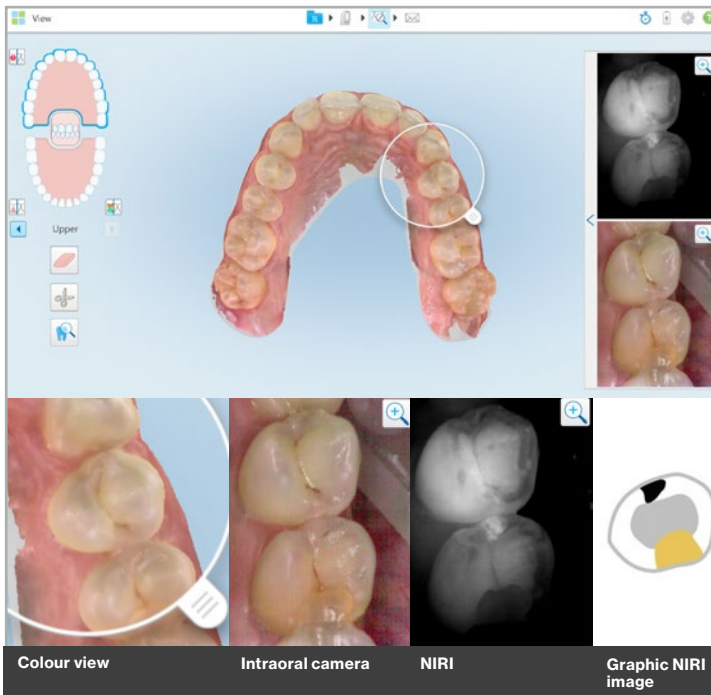 View
Upper
Colour view
Intraoral camera
NIRI
Graphic NIRI
image